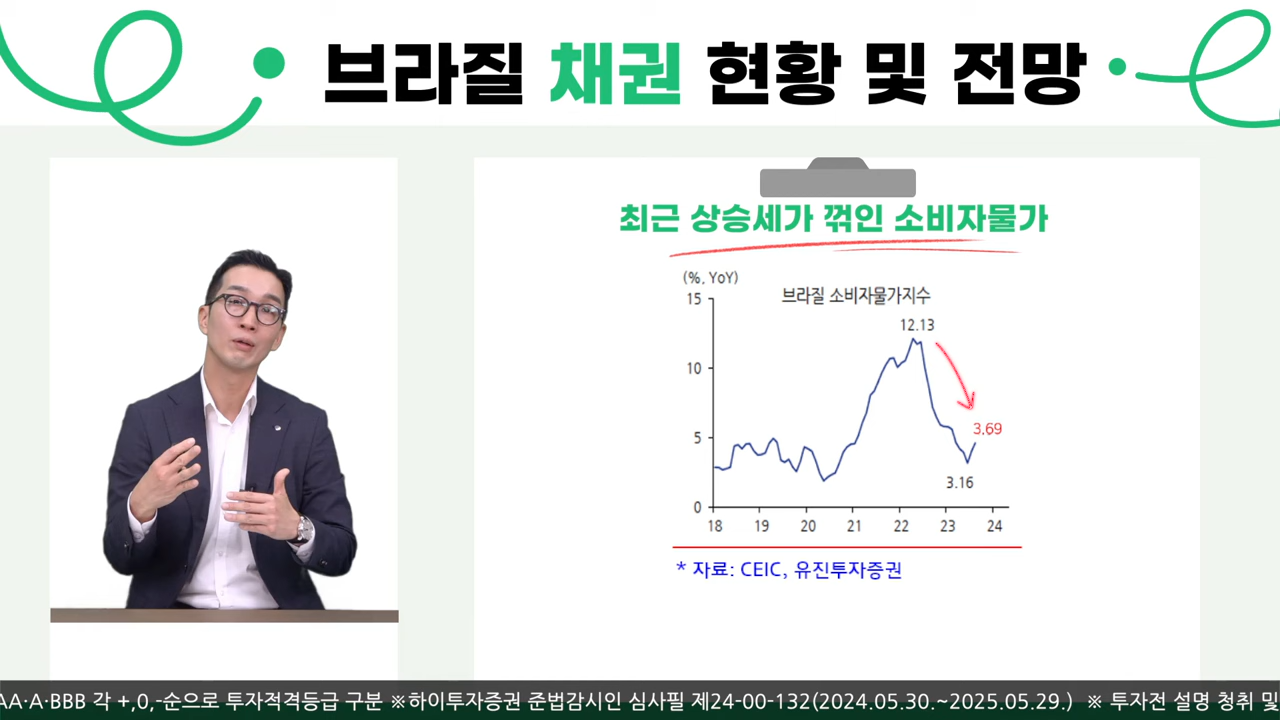 브라질 채권 현황 및 전망
최근 상승세가 꺾인 소비자물가
(%, YoY)
브라질 소비자물가지수
15
10
5
0
12.13
3.69
3.16
18 19 20 21 22 23 24
* 자료: CEIC, 유진투자증권
AA·A·BBB 각 +,0,-순으로 투자적격등급 구분 ※하이투자증권 준법감시인 심사필 제24-00-132(2024.05.30.~2025.05.29.) ※ 투자전 설명 청취 및